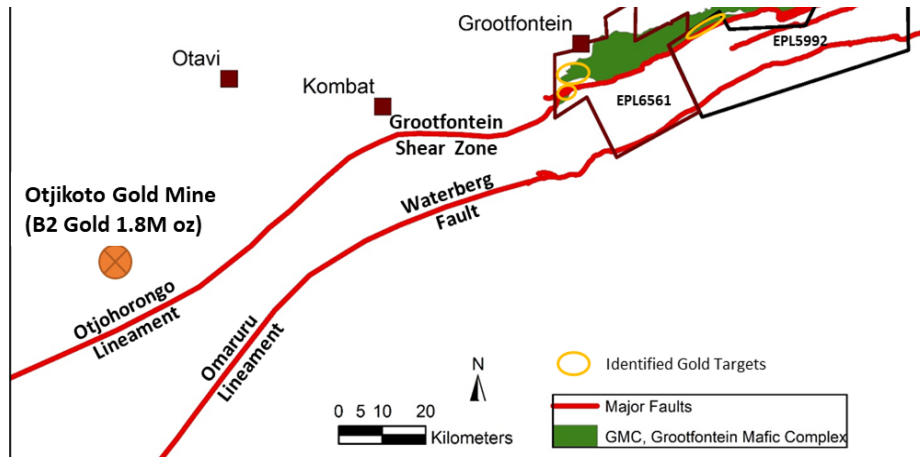 Grootfontein
EPL5992
Otavi
Kombat
EPL6561
Grootfontein
Shear Zone
Otjikoto Gold Mine
(B2 Gold 1.8M oz)
Waterberg
Fault
Otjohorongo
Lineament
Omaruru
Lineament
N
Identified Gold Targets
0 5 10 20
Kilometers
Major Faults
GMC, Grootfontein Mafic Complex